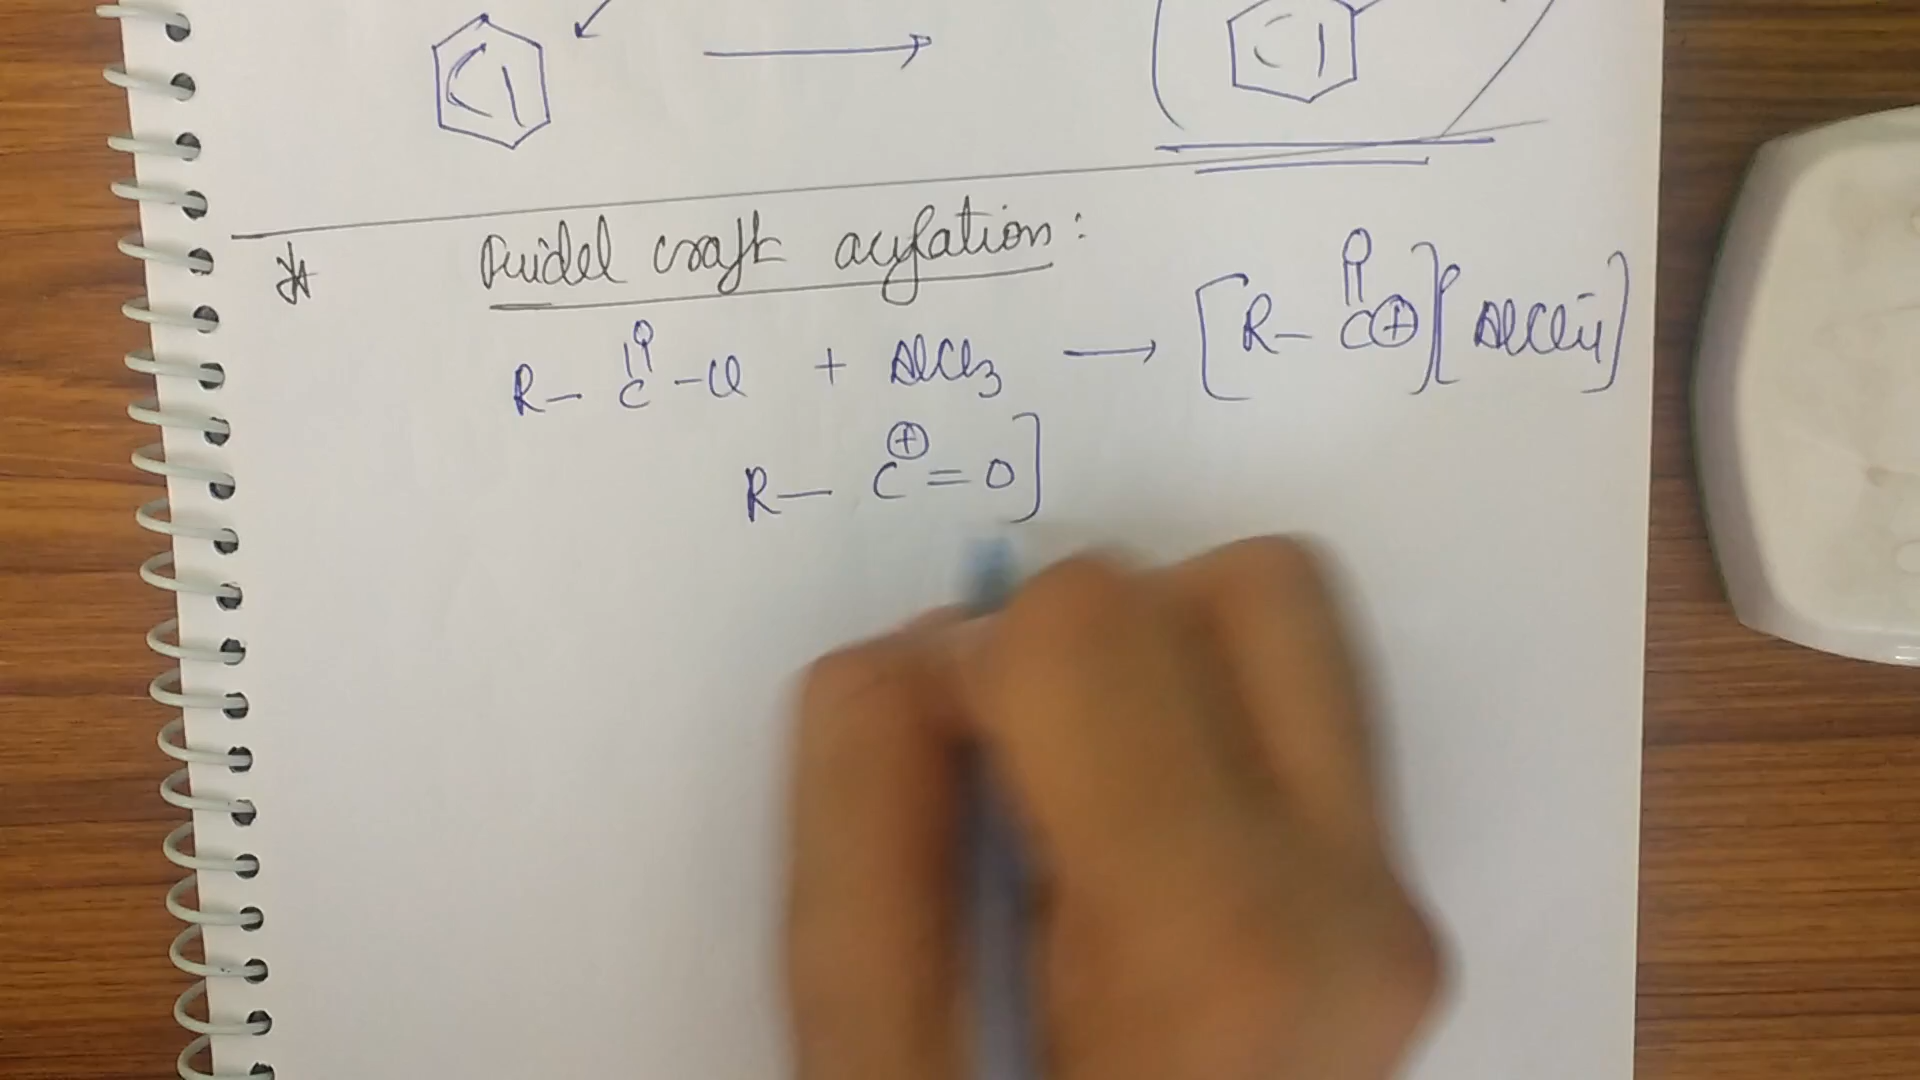 * Friedel craft acylation:
R-C(=O)-Cl + AlCl3 → [R-C(=O)⊕][AlCl4-]
R-C⊕=O]